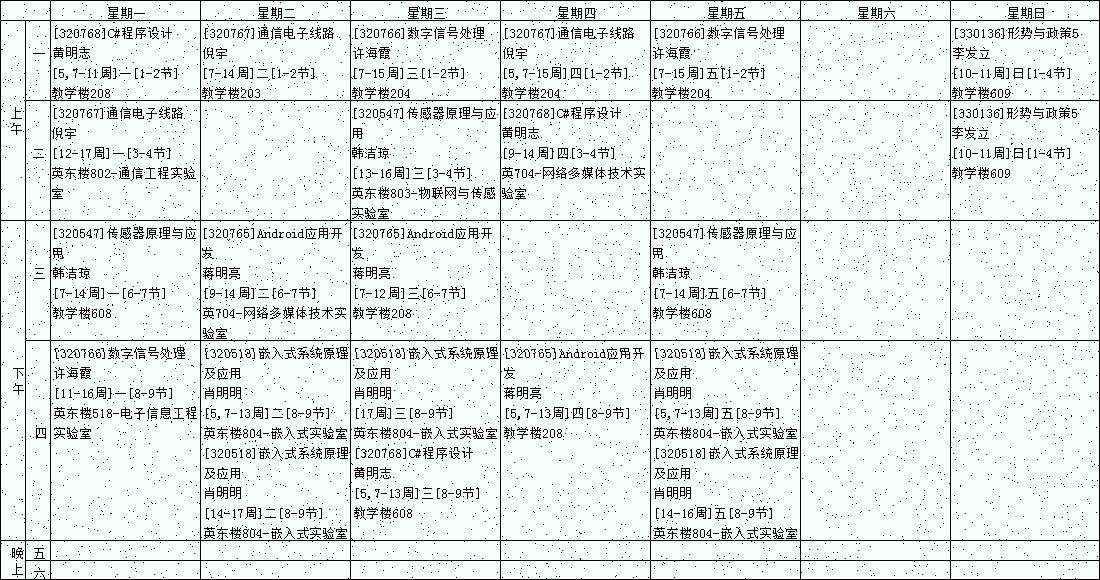 星期一 星期二 星期三 星期四 星期五 星期六 星期日
上午
一
[320768]C#程序设计
黄明志
[5,7-11周]一[1-2节]
教学楼208
[320767]通信电子线路
倪宇
[7-14周]二[1-2节]
教学楼203
[320766]数字信号处理
许海霞
[7-15周]三[1-2节]
教学楼204
[320767]通信电子线路
倪宇
[5,7-15周]四[1-2节]
教学楼204
[320766]数字信号处理
许海霞
[7-15周]五[1-2节]
教学楼204
[330136]形势与政策5
李发立
[10-11周]日[1-4节]
教学楼609
二
[320767]通信电子线路
倪宇
[12-17周]一[3-4节]
英东楼802-通信工程实验
室
[320547]传感器原理与应
用
韩洁琼
[13-16周]三[3-4节]
英东楼803-物联网与传感
实验室
[320768]C#程序设计
黄明志
[9-14周]四[3-4节]
英704-网络多媒体技术实
验室
[330136]形势与政策5
李发立
[10-11周]日[1-4节]
教学楼609
下午
三
[320547]传感器原理与应
用
韩洁琼
[7-14周]一[6-7节]
教学楼608
[320765]Android应用开
发
蒋明亮
[9-14周]二[6-7节]
英704-网络多媒体技术实
验室
[320765]Android应用开
发
蒋明亮
[7-12周]三[6-7节]
教学楼208
[320547]传感器原理与应
用
韩洁琼
[7-14周]五[6-7节]
教学楼608
四
[320766]数字信号处理
许海霞
[11-16周]一[8-9节]
英东楼518-电子信息工程
实验室
[320518]嵌入式系统原理
及应用
肖明明
[5,7-13周]二[8-9节]
英东楼804-嵌入式实验室
[320518]嵌入式系统原理
及应用
肖明明
[14-17周]二[8-9节]
英东楼804-嵌入式实验室
[320518]嵌入式系统原理
及应用
肖明明
[17周]三[8-9节]
英东楼804-嵌入式实验室
[320768]C#程序设计
黄明志
[5,7-13周]三[8-9节]
教学楼608
[320765]Android应用开
发
蒋明亮
[5,7-13周]四[8-9节]
教学楼208
[320518]嵌入式系统原理
及应用
肖明明
[5,7-13周]五[8-9节]
英东楼804-嵌入式实验室
[320518]嵌入式系统原理
及应用
肖明明
[14-16周]五[8-9节]
英东楼804-嵌入式实验室
晚上
五
六